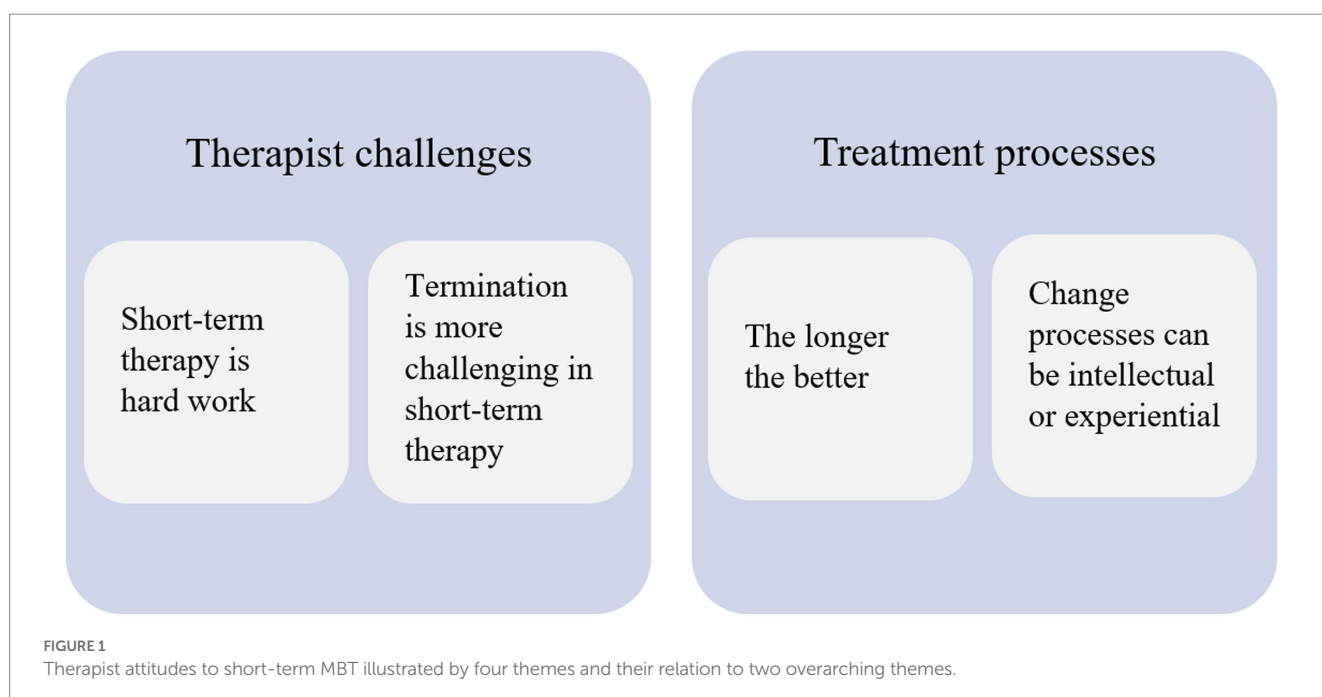 Therapist challenges
Short-term
therapy is
hard work
Termination
is more
challenging in
short-term
therapy
Treatment processes
The longer
the better
Change
processes can
be intellectual
or experiential
FIGURE 1
Therapist attitudes to short-term MBT illustrated by four themes and their relation to two overarching themes.